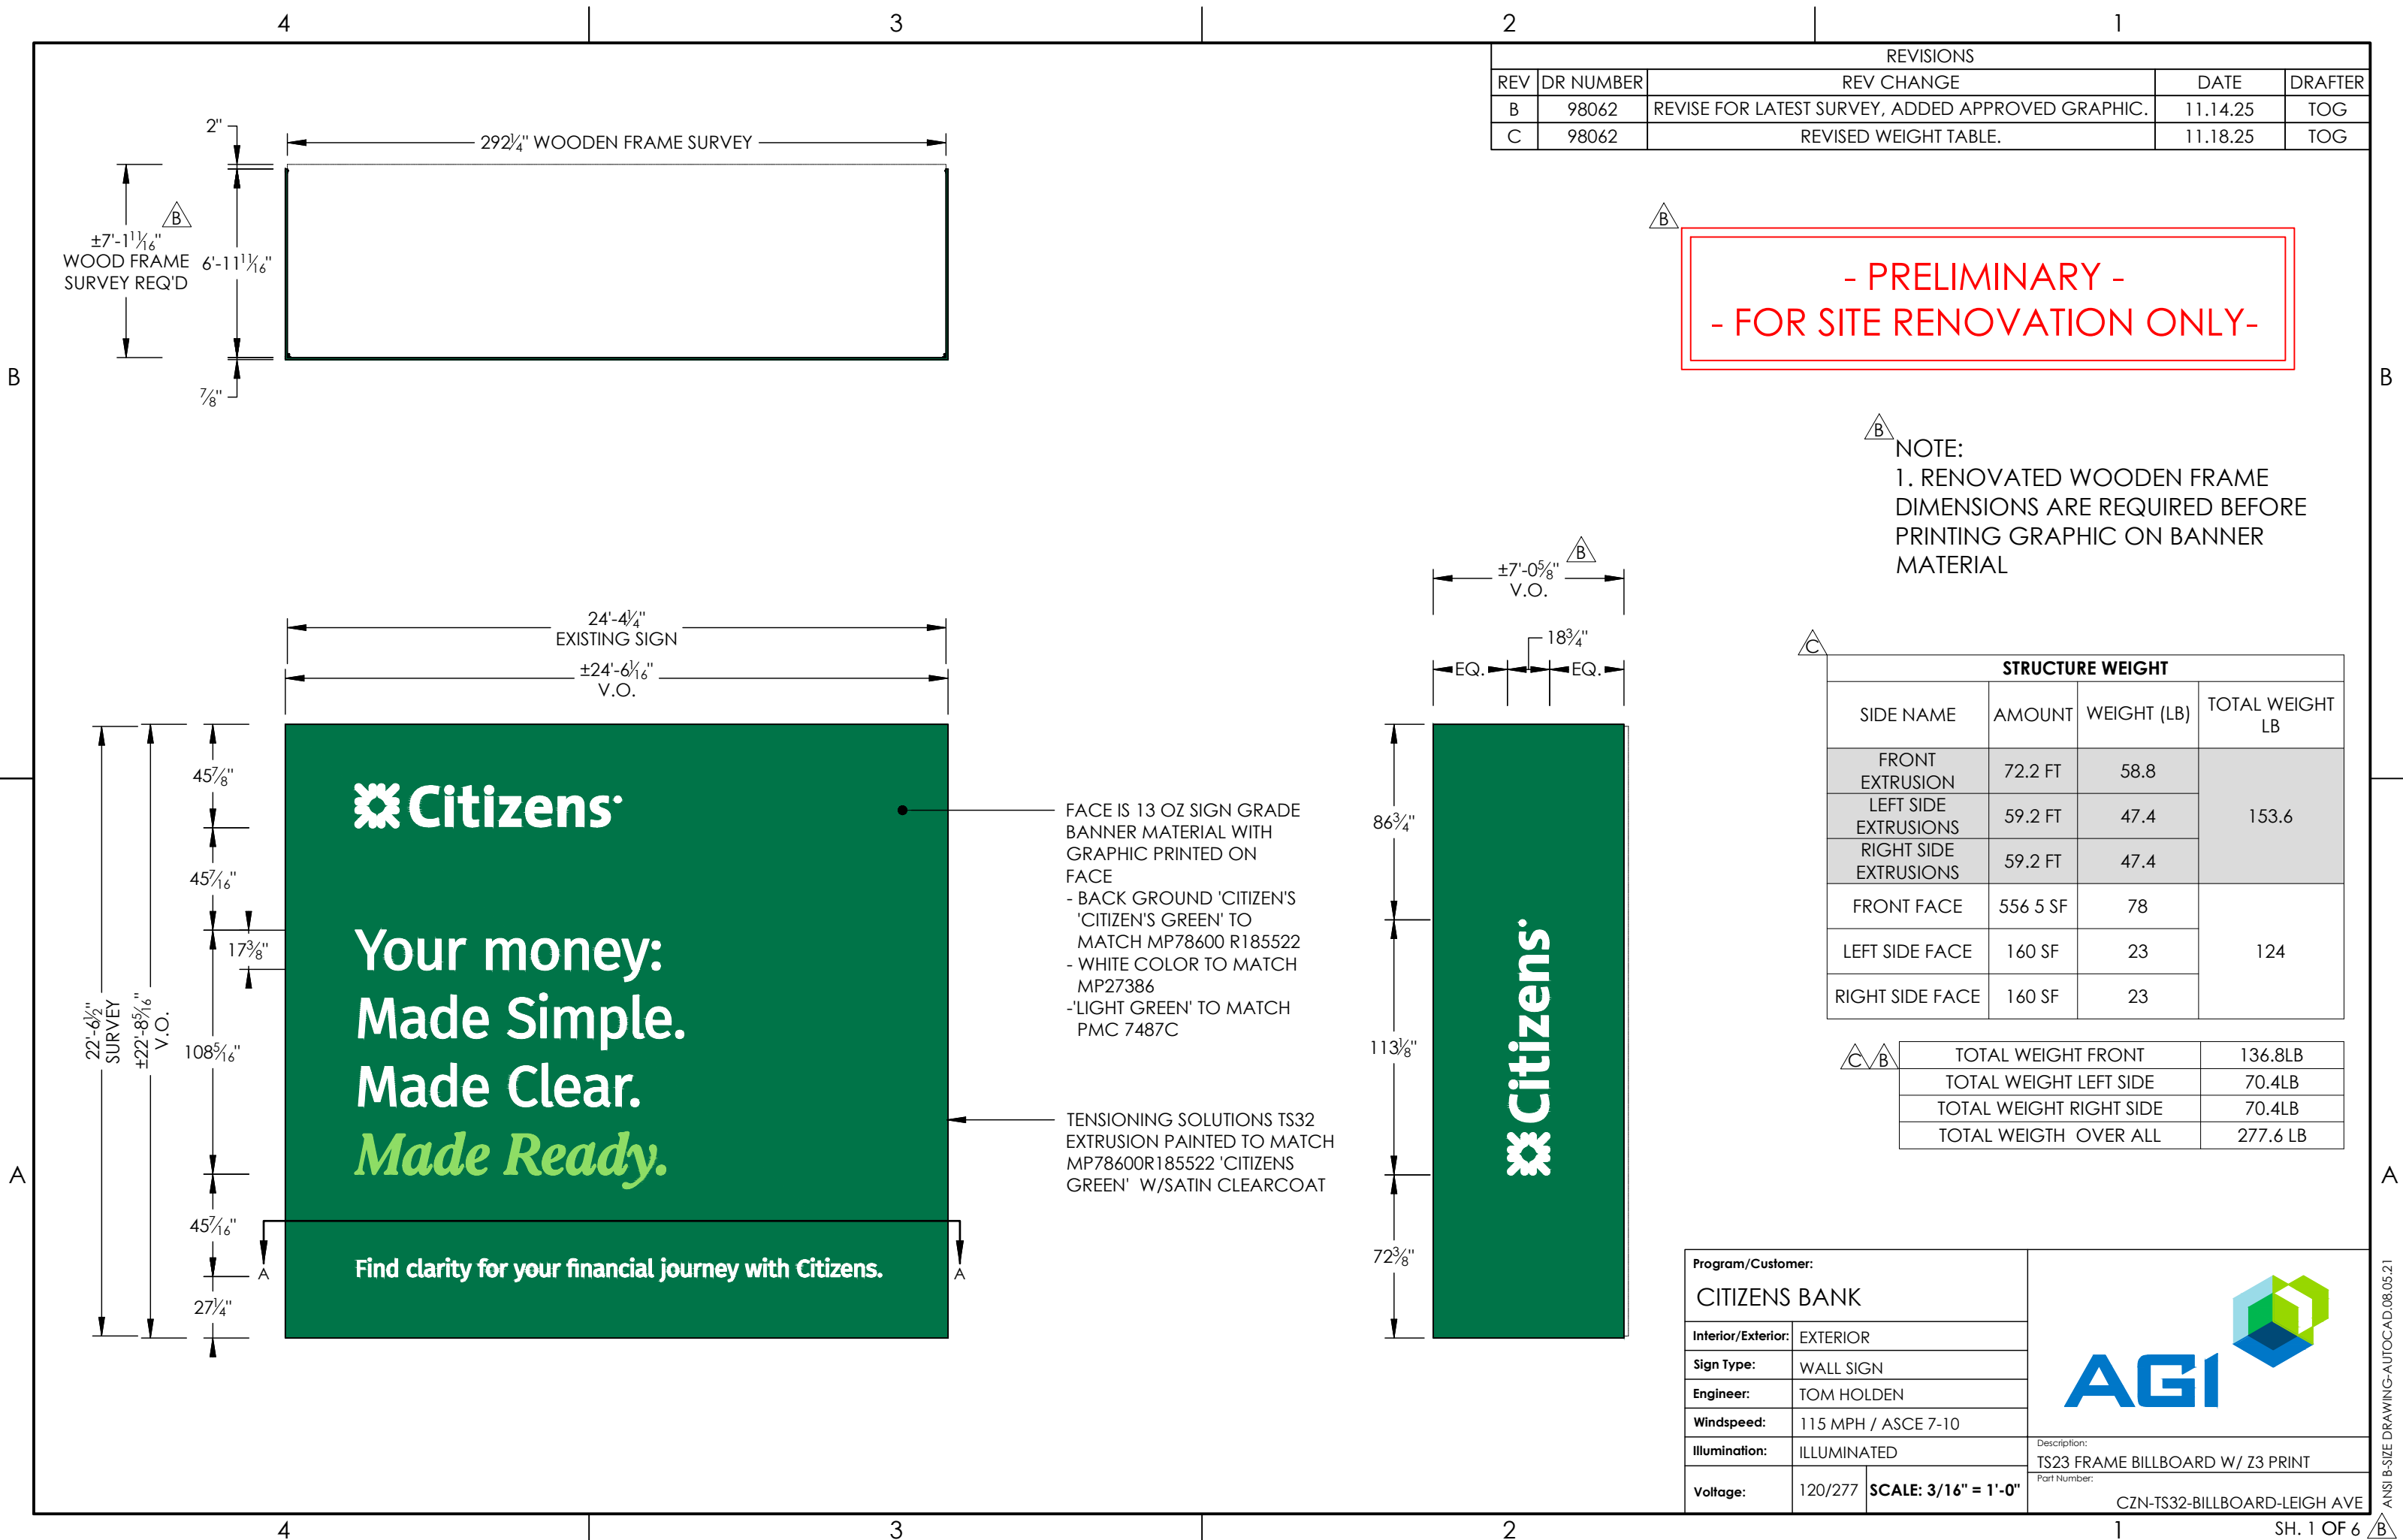 4
3
2
1
REVISIONS
REV DR NUMBER REV CHANGE DATE DRAFTER
B 98062 REVISE FOR LATEST SURVEY, ADDED APPROVED GRAPHIC. 11.14.25 TOG
C 98062 REVISED WEIGHT TABLE. 11.18.25 TOG
2"
292¼" WOODEN FRAME SURVEY
B
±7'-1¹¹⁄₁₆"
WOOD FRAME
SURVEY REQ'D
6'-11¹¹⁄₁₆"
⅞"
B
B
B
- PRELIMINARY -
- FOR SITE RENOVATION ONLY-
B
NOTE:
1. RENOVATED WOODEN FRAME
DIMENSIONS ARE REQUIRED BEFORE
PRINTING GRAPHIC ON BANNER
MATERIAL
24'-4¼"
EXISTING SIGN
±24'-6¹⁄₁₆"
V.O.
B
±7'-0⅝"
V.O.
18¾"
EQ.
EQ.
22'-6½"
SURVEY
±22'-8⁵⁄₁₆"
V.O.
45⅞"
45⁷⁄₁₆"
17⅜"
108⁵⁄₁₆"
45⁷⁄₁₆"
27¼"
Citizens
Your money:
Made Simple.
Made Clear.
Made Ready.
Find clarity for your financial journey with Citizens.
A
A
FACE IS 13 OZ SIGN GRADE
BANNER MATERIAL WITH
GRAPHIC PRINTED ON
FACE
- BACK GROUND 'CITIZEN'S
'CITIZEN'S GREEN' TO
MATCH MP78600 R185522
- WHITE COLOR TO MATCH
MP27386
-'LIGHT GREEN' TO MATCH
PMC 7487C
TENSIONING SOLUTIONS TS32
EXTRUSION PAINTED TO MATCH
MP78600R185522 'CITIZENS
GREEN' W/SATIN CLEARCOAT
86¾"
113⅛"
72⅜"
Citizens
C
STRUCTURE WEIGHT
SIDE NAME AMOUNT WEIGHT (LB) TOTAL WEIGHT LB
FRONT EXTRUSION 72.2 FT 58.8
LEFT SIDE EXTRUSIONS 59.2 FT 47.4 153.6
RIGHT SIDE EXTRUSIONS 59.2 FT 47.4
FRONT FACE 556 5 SF 78
LEFT SIDE FACE 160 SF 23 124
RIGHT SIDE FACE 160 SF 23
C B
TOTAL WEIGHT FRONT 136.8LB
TOTAL WEIGHT LEFT SIDE 70.4LB
TOTAL WEIGHT RIGHT SIDE 70.4LB
TOTAL WEIGTH OVER ALL 277.6 LB
A
A
Program/Customer:
CITIZENS BANK
Interior/Exterior: EXTERIOR
Sign Type: WALL SIGN
Engineer: TOM HOLDEN
Windspeed: 115 MPH / ASCE 7-10
Illumination: ILLUMINATED
Voltage: 120/277 SCALE: 3/16" = 1'-0"
AGI
Description:
TS23 FRAME BILLBOARD W/ Z3 PRINT
Part Number:
CZN-TS32-BILLBOARD-LEIGH AVE
ANSI B-SIZE DRAWING-AUTOCAD.08.05.21
4
3
2
1
SH. 1 OF 6 B